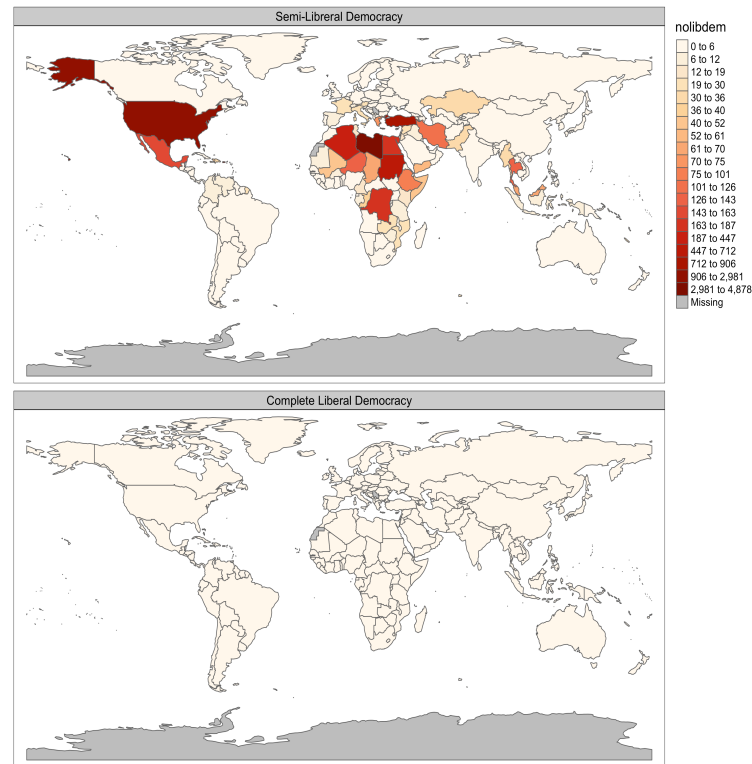 Semi-Libreral Democracy
nolibdem
0 to 6
6 to 12
12 to 19
19 to 30
30 to 36
36 to 40
40 to 52
52 to 61
61 to 70
70 to 75
75 to 101
101 to 126
126 to 143
143 to 163
163 to 187
187 to 447
447 to 712
712 to 906
906 to 2,981
2,981 to 4,878
Missing
Complete Liberal Democracy